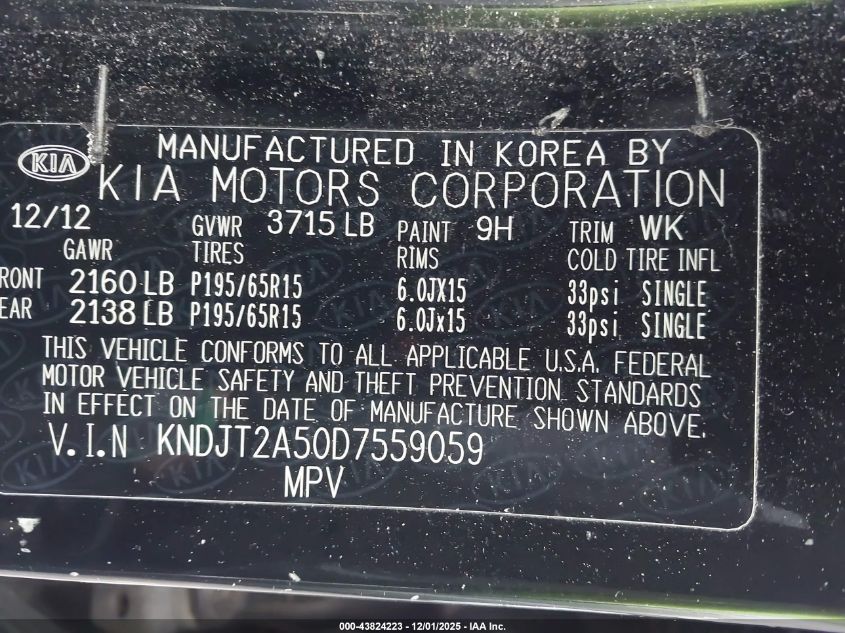 KIA MANUFACTURED IN KOREA BY
KIA MOTORS CORPORATION
12/12 GVWR 3715 LB PAINT 9H TRIM WK
GAWR TIRES RIMS COLD TIRE INFL
RONT 2160 LB P195/65R15 6.0JX15 33psi SINGLE
EAR 2138 LB P195/65R15 6.0Jx15 33psi SINGLE
THIS VEHICLE CONFORMS TO ALL APPLICABLE U.S.A. FEDERAL
MOTOR VEHICLE SAFETY AND THEFT PREVENTION STANDARDS
IN EFFECT ON THE DATE OF MANUFACTURE SHOWN ABOVE.
V.I.N KNDJT2A50D7559059
MPV
000-43824223 - 12/01/2025 - IAA Inc.